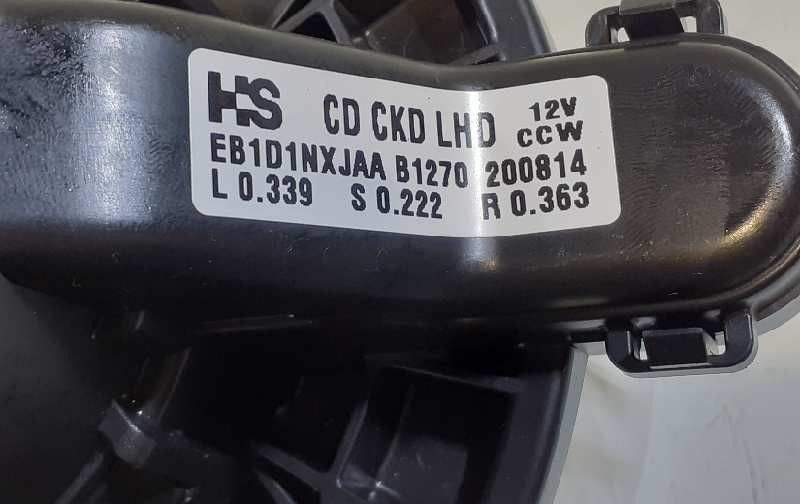 HS CD CKD LHD 12V CCW
EB1D1NXJAA B1270 200814
L 0.339 S 0.222 R 0.363